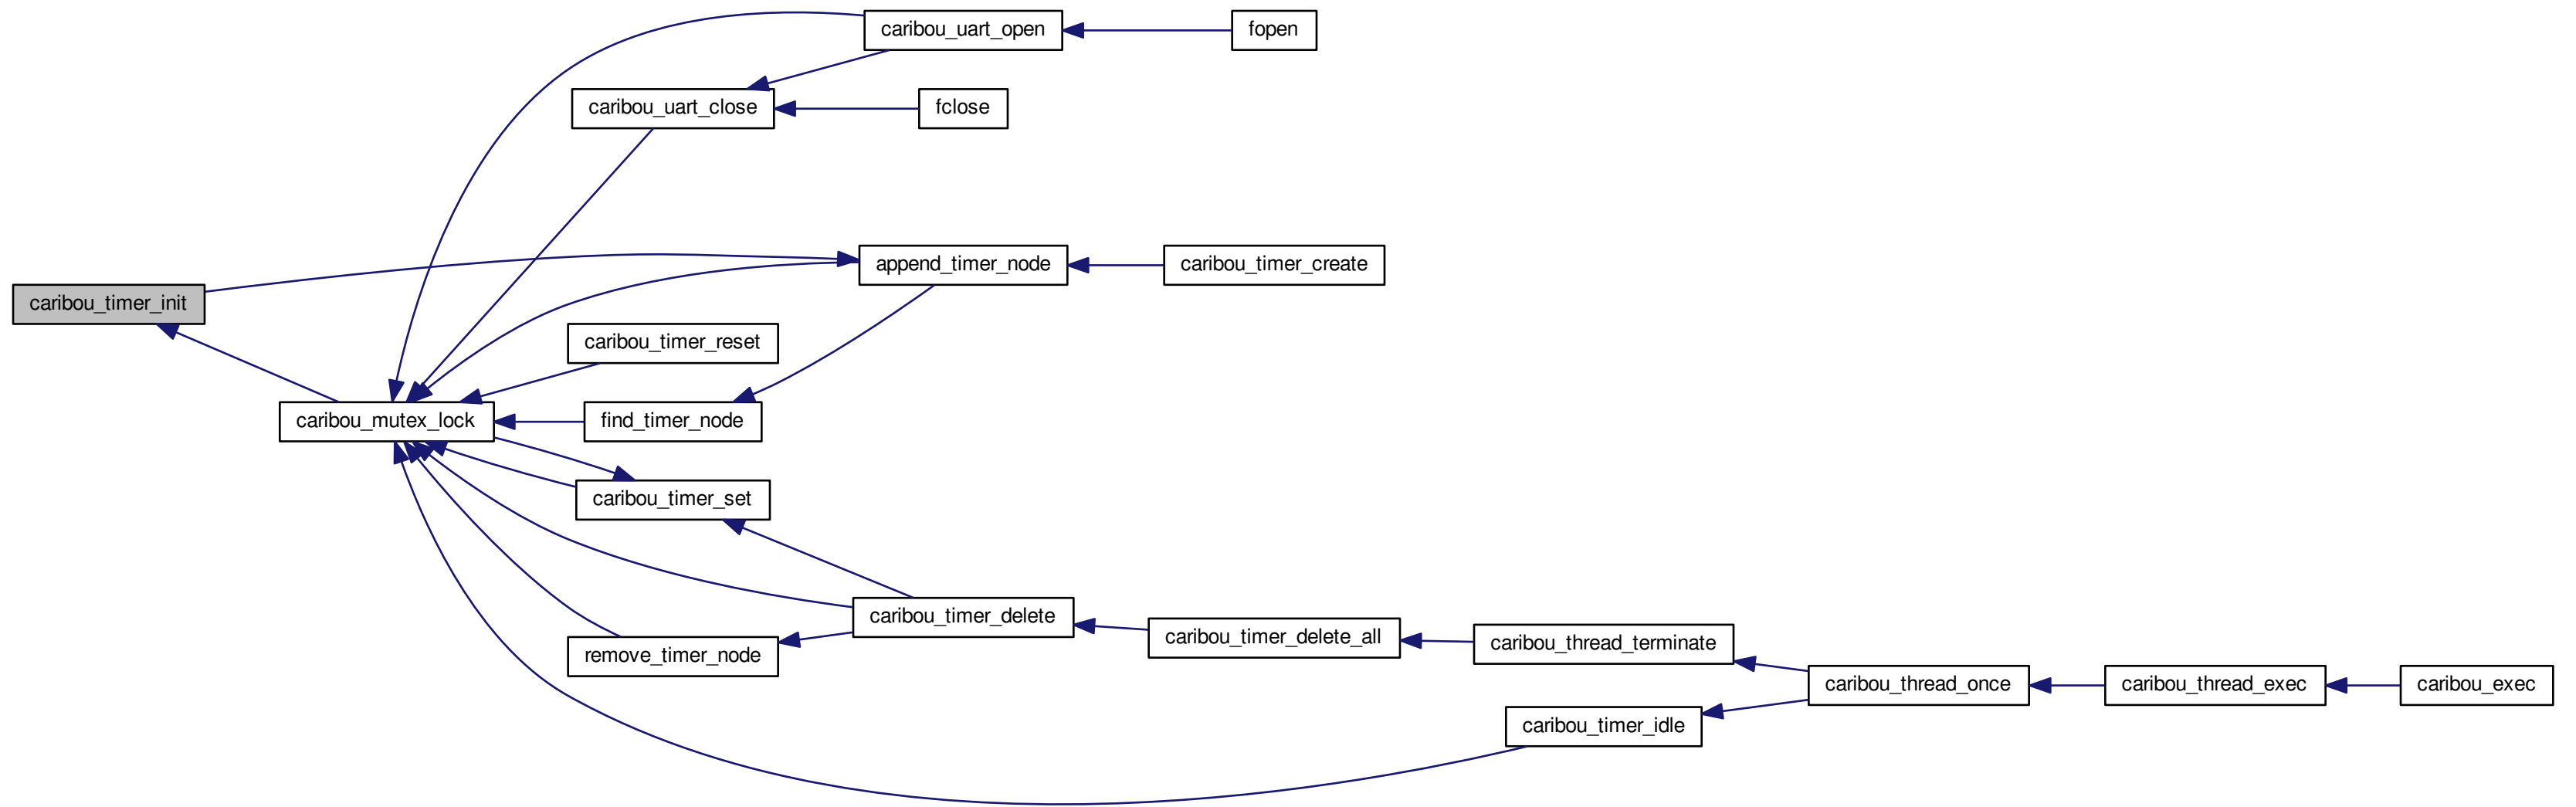 caribou_uart_open
fopen
caribou_uart_close
fclose
append_timer_node
caribou_timer_create
caribou_timer_init
caribou_timer_reset
caribou_mutex_lock
find_timer_node
caribou_timer_set
caribou_timer_delete
caribou_timer_delete_all
caribou_thread_terminate
remove_timer_node
caribou_thread_once
caribou_thread_exec
caribou_exec
caribou_timer_idle